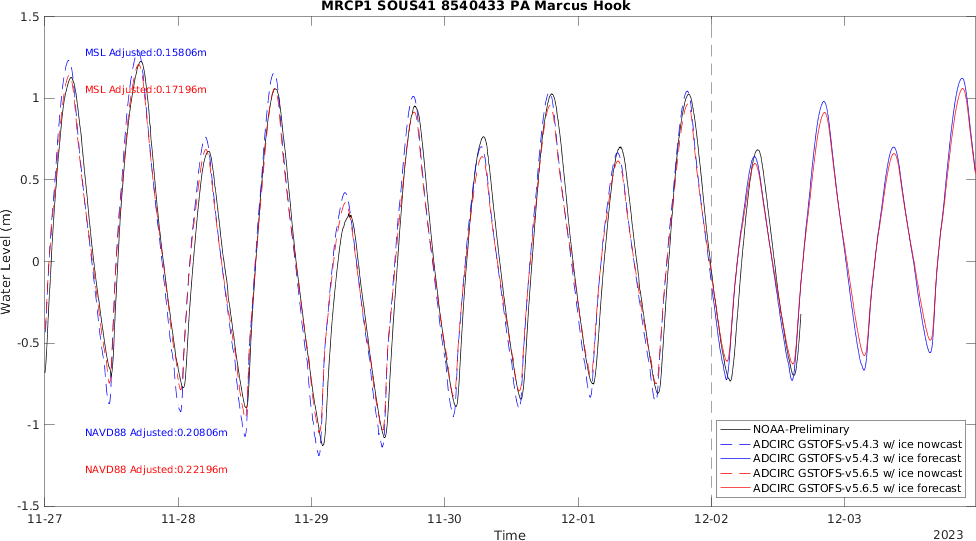 MRCP1 SOUS41 8540433 PA Marcus Hook
Water Level (m)
1.5
1
0.5
0
-0.5
-1
-1.5
MSL Adjusted:0.15806m
MSL Adjusted:0.17196m
NAVD88 Adjusted:0.20806m
NAVD88 Adjusted:0.22196m
NOAA-Preliminary
ADCIRC GSTOFS-v5.4.3 w/ ice nowcast
ADCIRC GSTOFS-v5.4.3 w/ ice forecast
ADCIRC GSTOFS-v5.6.5 w/ ice nowcast
ADCIRC GSTOFS-v5.6.5 w/ ice forecast
11-27 11-28 11-29 11-30 12-01 12-02 12-03
Time
2023